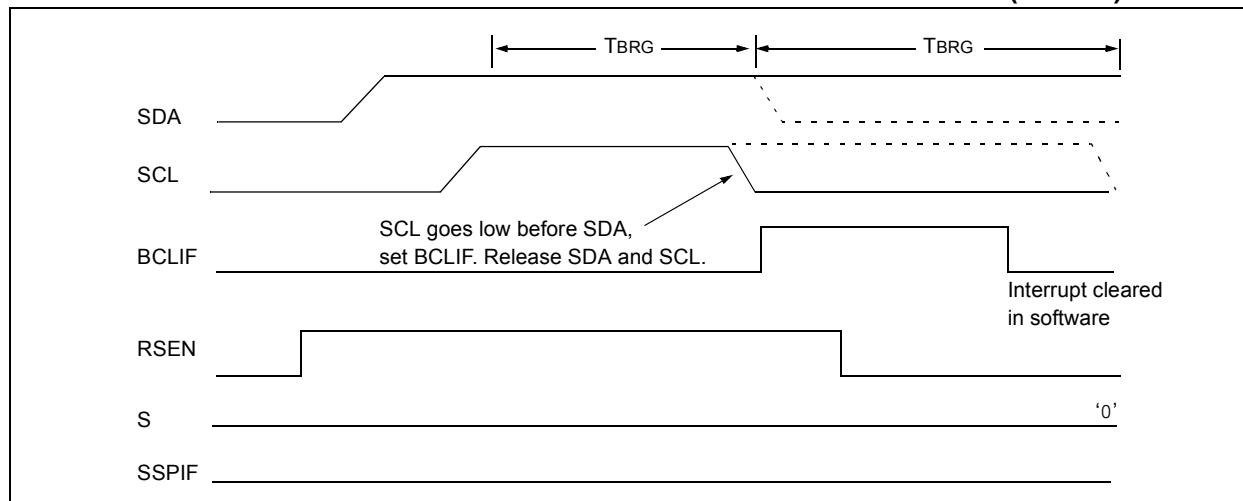 TBRG TBRG
SDA
SCL
SCL goes low before SDA,
set BCLIF. Release SDA and SCL.
BCLIF
Interrupt cleared
in software
RSEN
S ‘0’
SSPIF